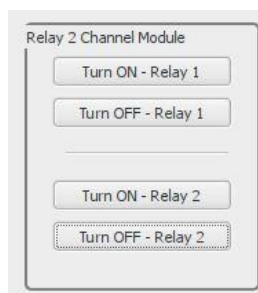 Relay 2 Channel Module
Turn ON - Relay 1
Turn OFF - Relay 1
Turn ON - Relay 2
Turn OFF - Relay 2